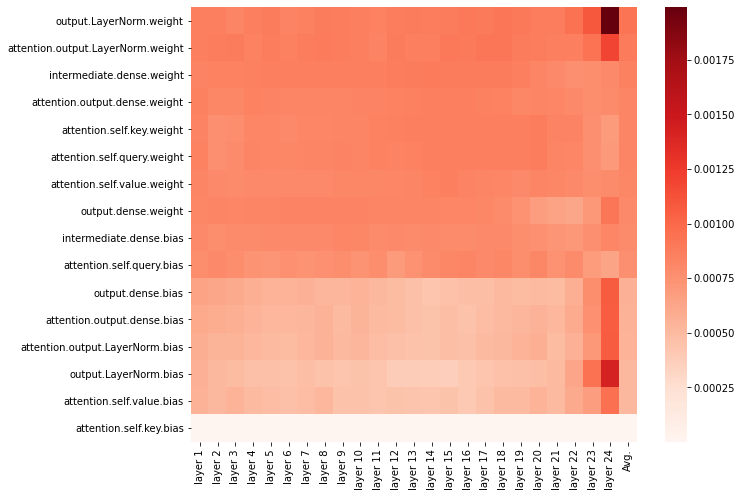 output.LayerNorm.weight
attention.output.LayerNorm.weight
intermediate.dense.weight
attention.output.dense.weight
attention.self.key.weight
attention.self.query.weight
attention.self.value.weight
output.dense.weight
intermediate.dense.bias
attention.self.query.bias
output.dense.bias
attention.output.dense.bias
attention.output.LayerNorm.bias
output.LayerNorm.bias
attention.self.value.bias
attention.self.key.bias
layer 1
layer 2
layer 3
layer 4
layer 5
layer 6
layer 7
layer 8
layer 9
layer 10
layer 11
layer 12
layer 13
layer 14
layer 15
layer 16
layer 17
layer 18
layer 19
layer 20
layer 21
layer 22
layer 23
layer 24
Avg.
0.00175
0.00150
0.00125
0.00100
0.00075
0.00050
0.00025